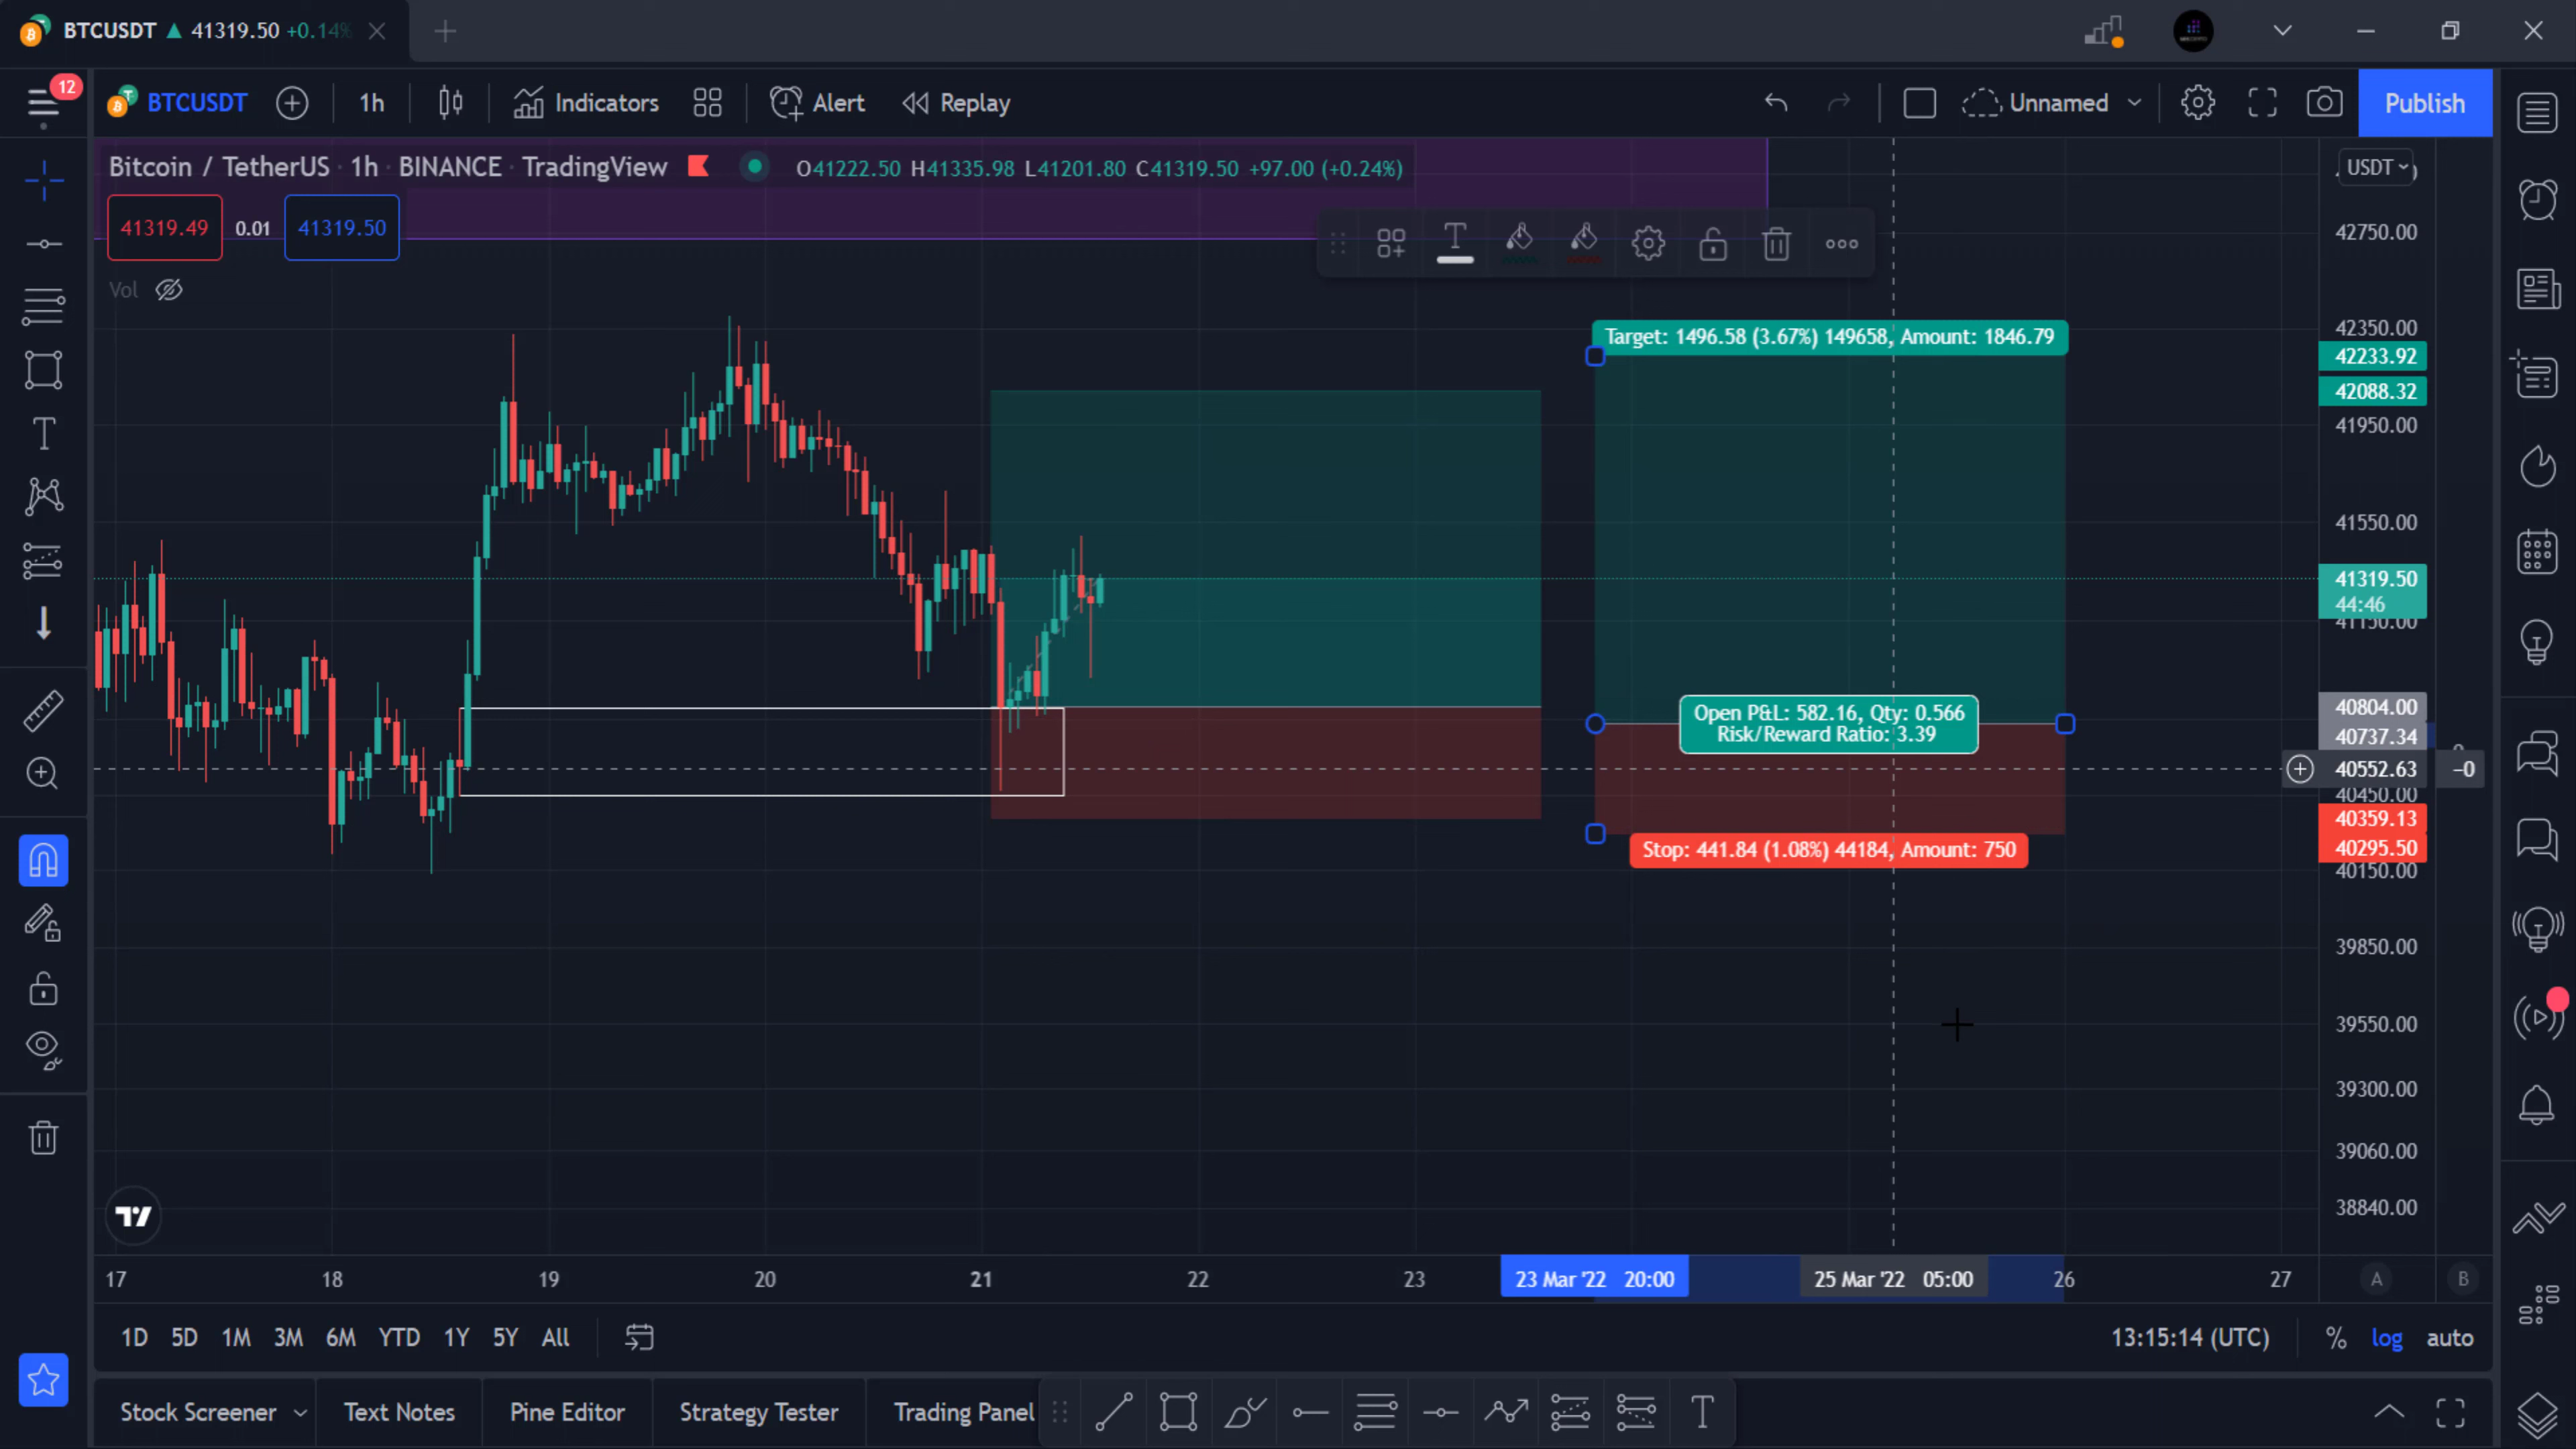 BTCUSDT ▲ 41319.50 +0.14%
12
BTCUSDT
1h
Indicators
Alert
Replay
Unnamed
Publish
Bitcoin / TetherUS · 1h · BINANCE · TradingView
O41222.50 H41335.98 L41201.80 C41319.50 +97.00 (+0.24%)
USDT
41319.49
0.01
41319.50
Vol
42750.00
42350.00
42233.92
42088.32
41950.00
41550.00
41319.50
44:46
41150.00
40804.00
40737.34
40552.63
−0
40450.00
40359.13
40295.50
40150.00
39850.00
39550.00
39300.00
39060.00
38840.00
Target: 1496.58 (3.67%) 149658, Amount: 1846.79
Open P&L: 582.16, Qty: 0.566
Risk/Reward Ratio: 3.39
Stop: 441.84 (1.08%) 44184, Amount: 750
17
18
19
20
21
22
23
23 Mar '22 20:00
25 Mar '22 05:00
26
27
A
B
1D 5D 1M 3M 6M YTD 1Y 5Y All
13:15:14 (UTC)
% log auto
Stock Screener
Text Notes
Pine Editor
Strategy Tester
Trading Panel